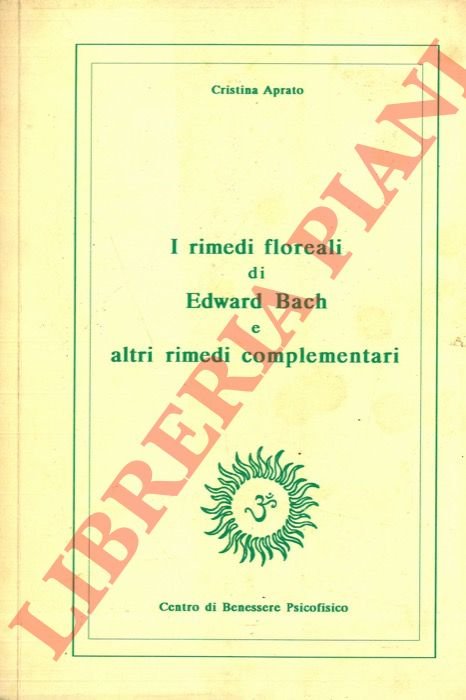 Cristina Aprato
I rimedi floreali
di
Edward Bach
e
altri rimedi complementari
ॐ
Centro di Benessere Psicofisico
LIBRERIA PIANI